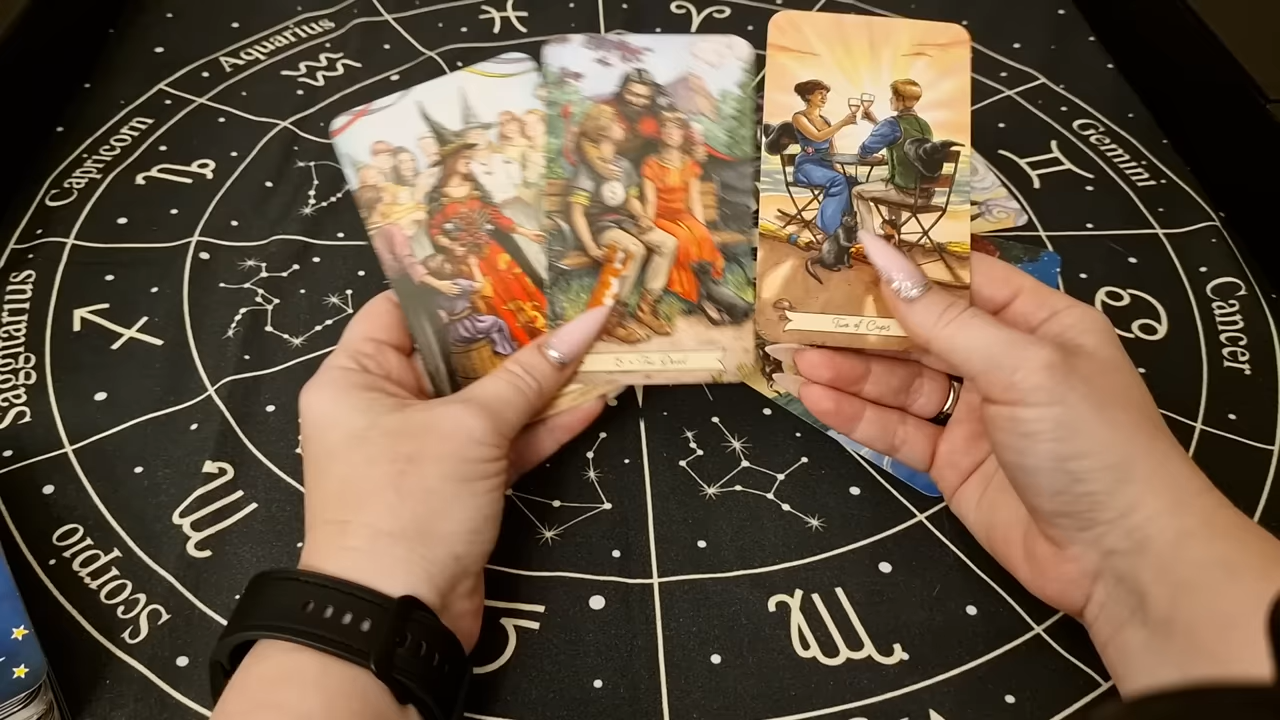 Aquarius
Capricorn
Gemini
Sagittarius
Cancer
Scorpio
Two of Cups